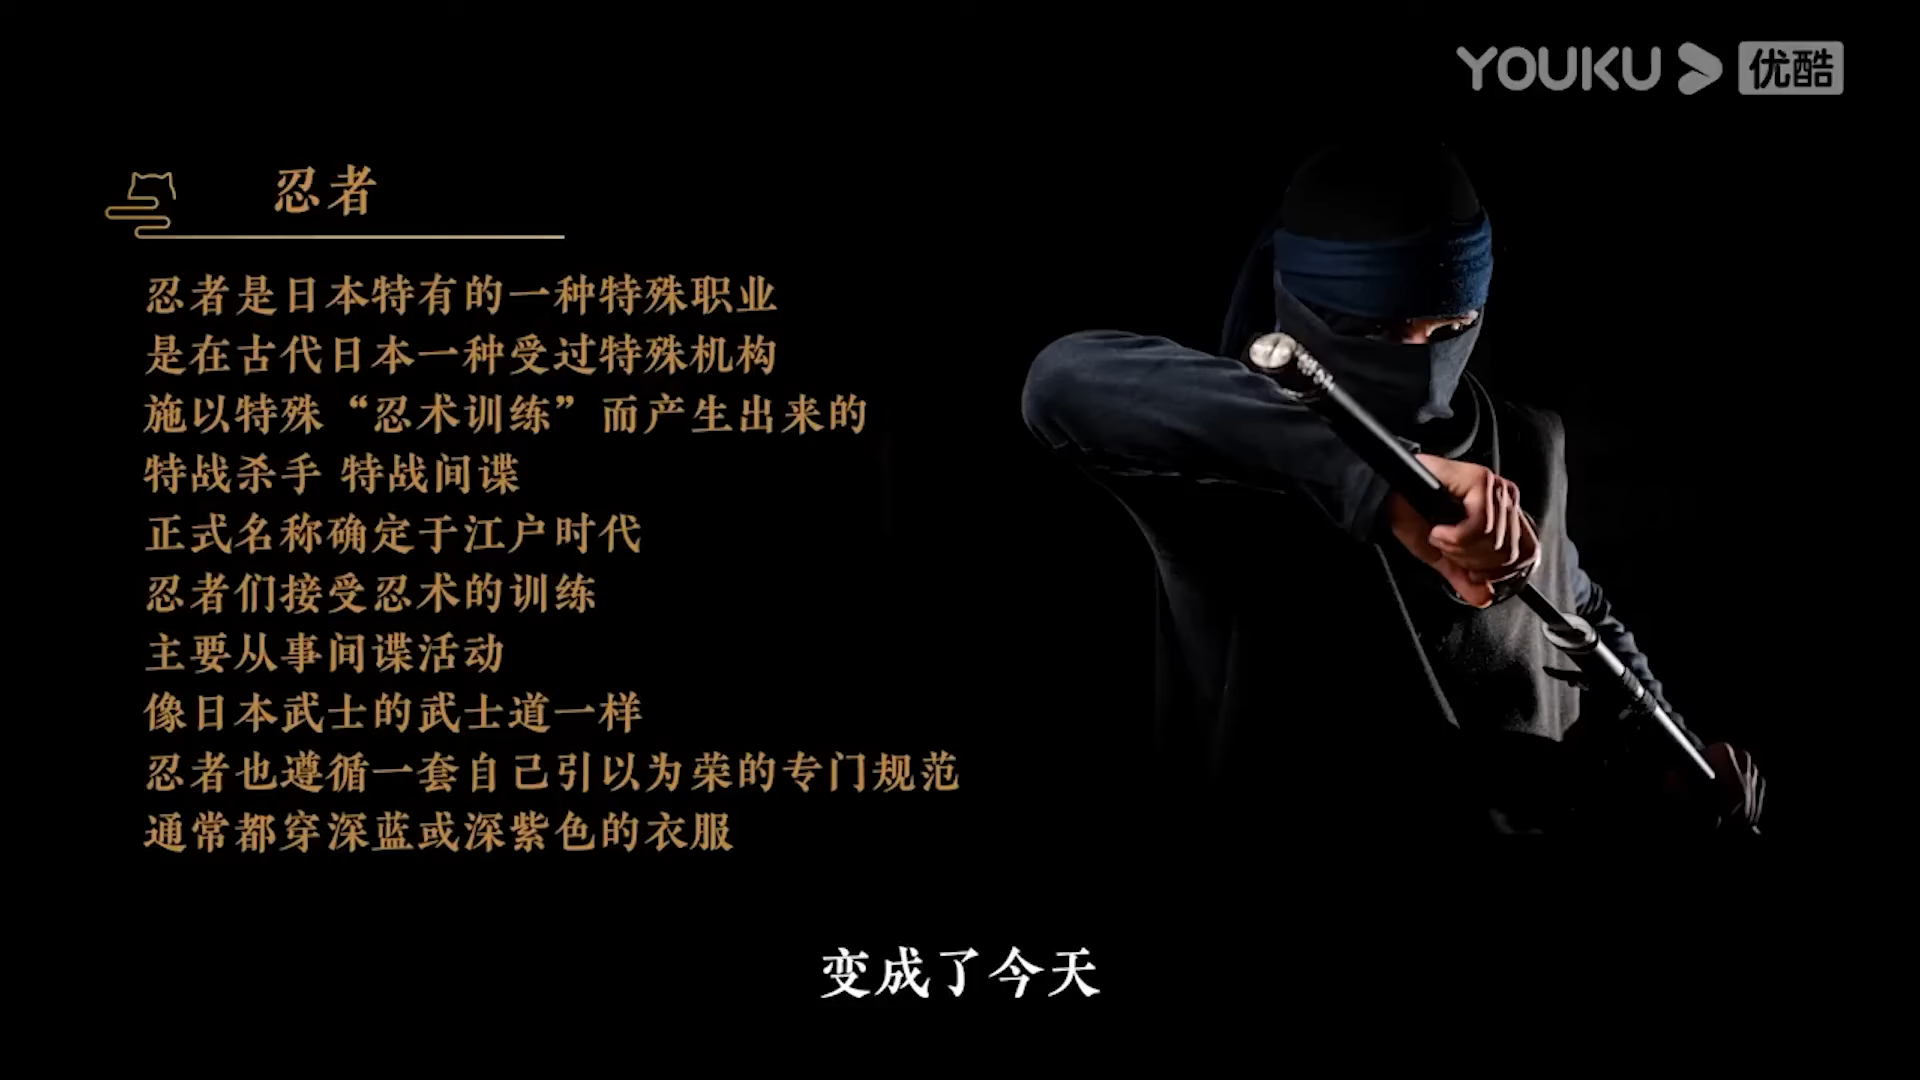 YOUKU 优酷
忍者
忍者是日本特有的一种特殊职业
是在古代日本一种受过特殊机构
施以特殊“忍术训练”而产生出来的
特战杀手 特战间谍
正式名称确定于江户时代
忍者们接受忍术的训练
主要从事间谍活动
像日本武士的武士道一样
忍者也遵循一套自己引以为荣的专门规范
通常都穿深蓝或深紫色的衣服
变成了今天